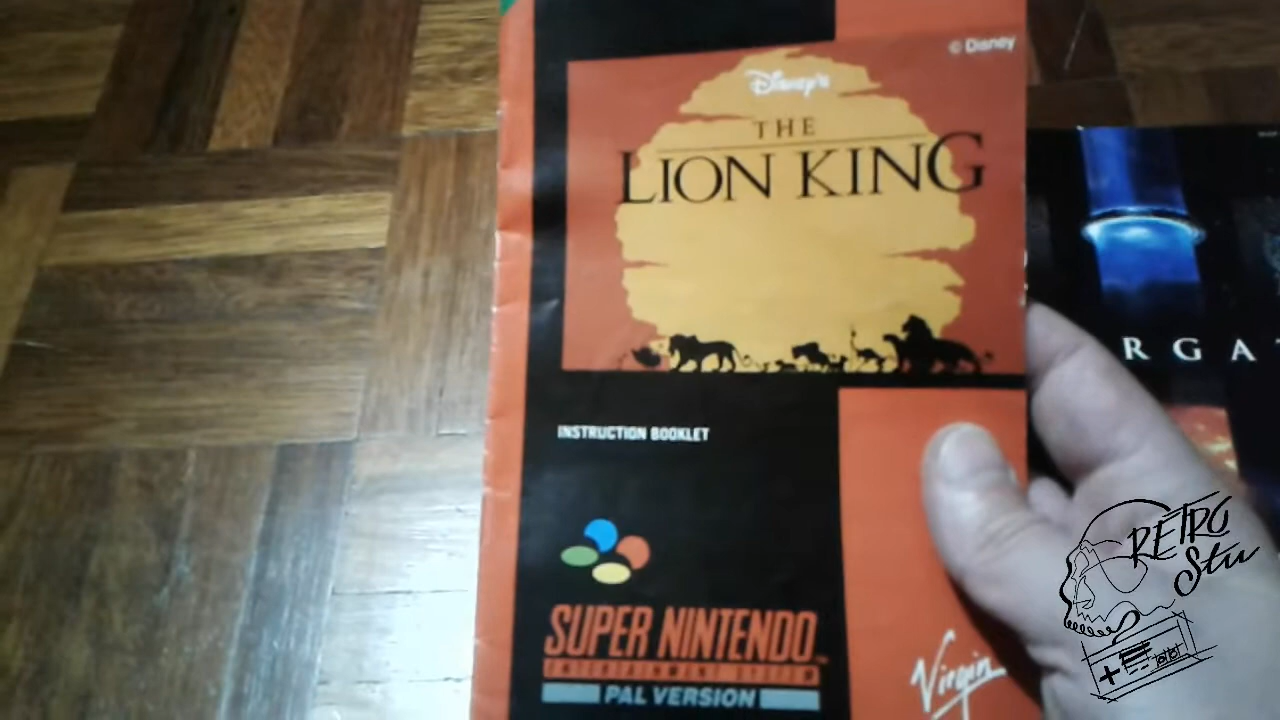 © Disney
Disney's
THE
LION KING
RGA
INSTRUCTION BOOKLET
RETRO
Stu
SUPER NINTENDO
ENTERTAINMENT SYSTEM
PAL VERSION
Virgin